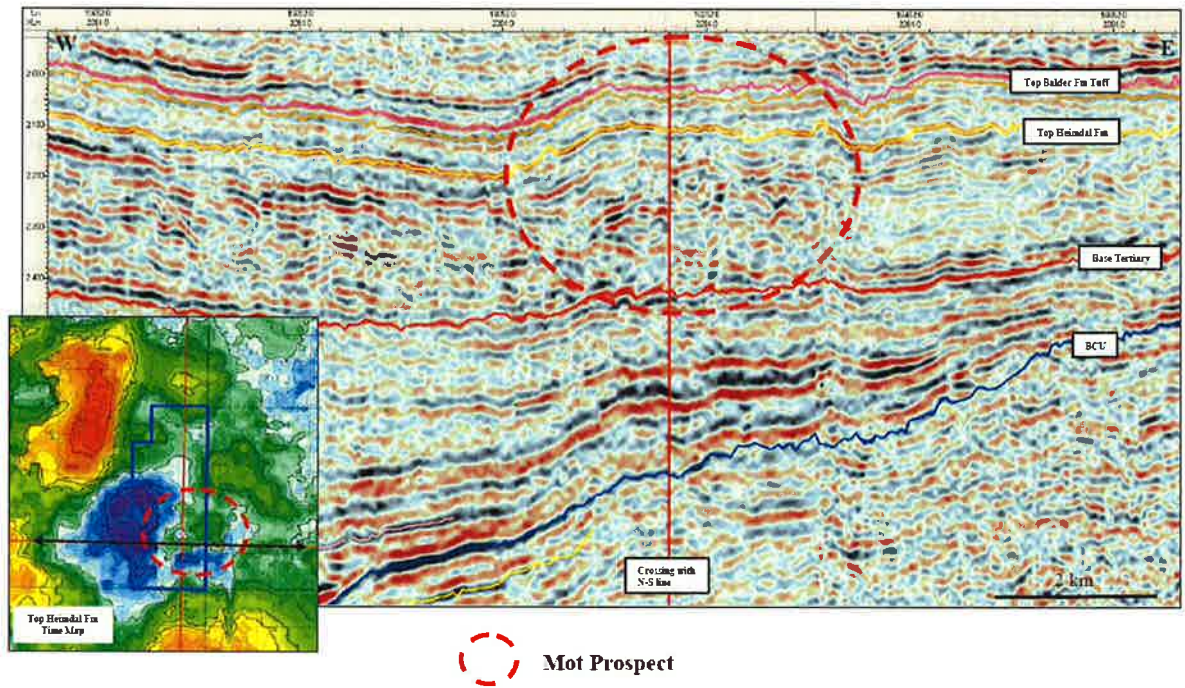 W
E
Top Balder Fm Tuff
Top Heimdal Fm
Base Tertiary
BCU
Crossing with
N-S line
2 km
Top Heimdal Fm
Time Map
Mot Prospect